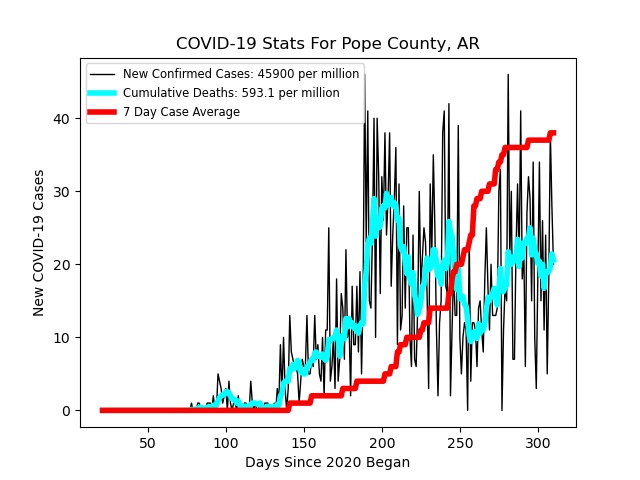 COVID-19 Stats For Pope County, AR
New Confirmed Cases: 45900 per million
Cumulative Deaths: 593.1 per million
7 Day Case Average
New COVID-19 Cases
40
30
20
10
0
50 100 150 200 250 300
Days Since 2020 Began